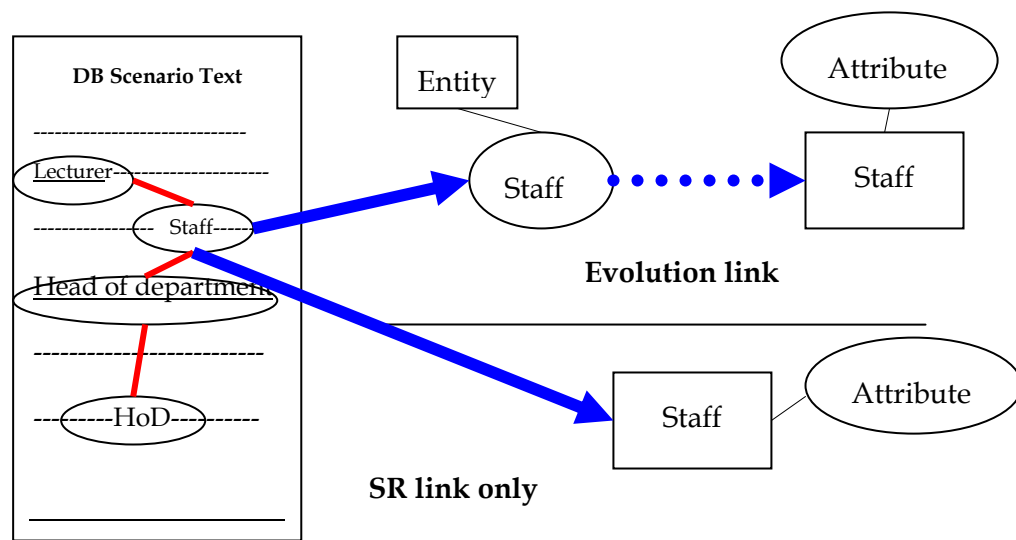 DB Scenario Text
Lecturer
Staff
Head of department
HoD
Entity
Staff
Attribute
Staff
Evolution link
Staff
Attribute
SR link only